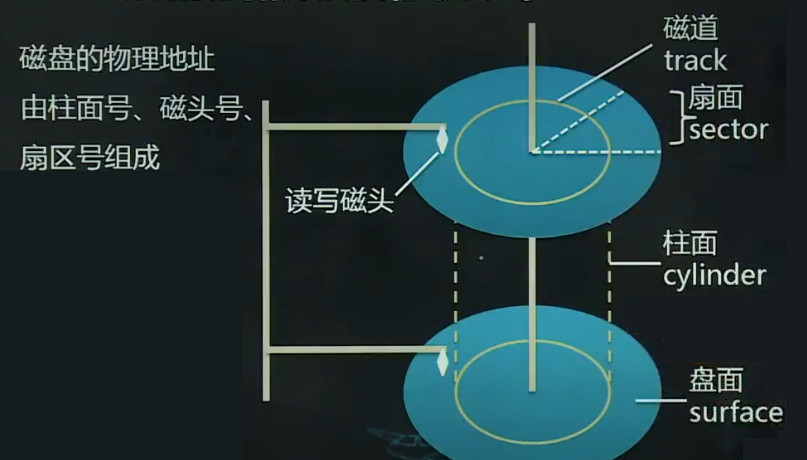 磁盘的物理地址
由柱面号、磁头号、
扇区号组成
磁道
track
扇面
sector
读写磁头
柱面
cylinder
盘面
surface